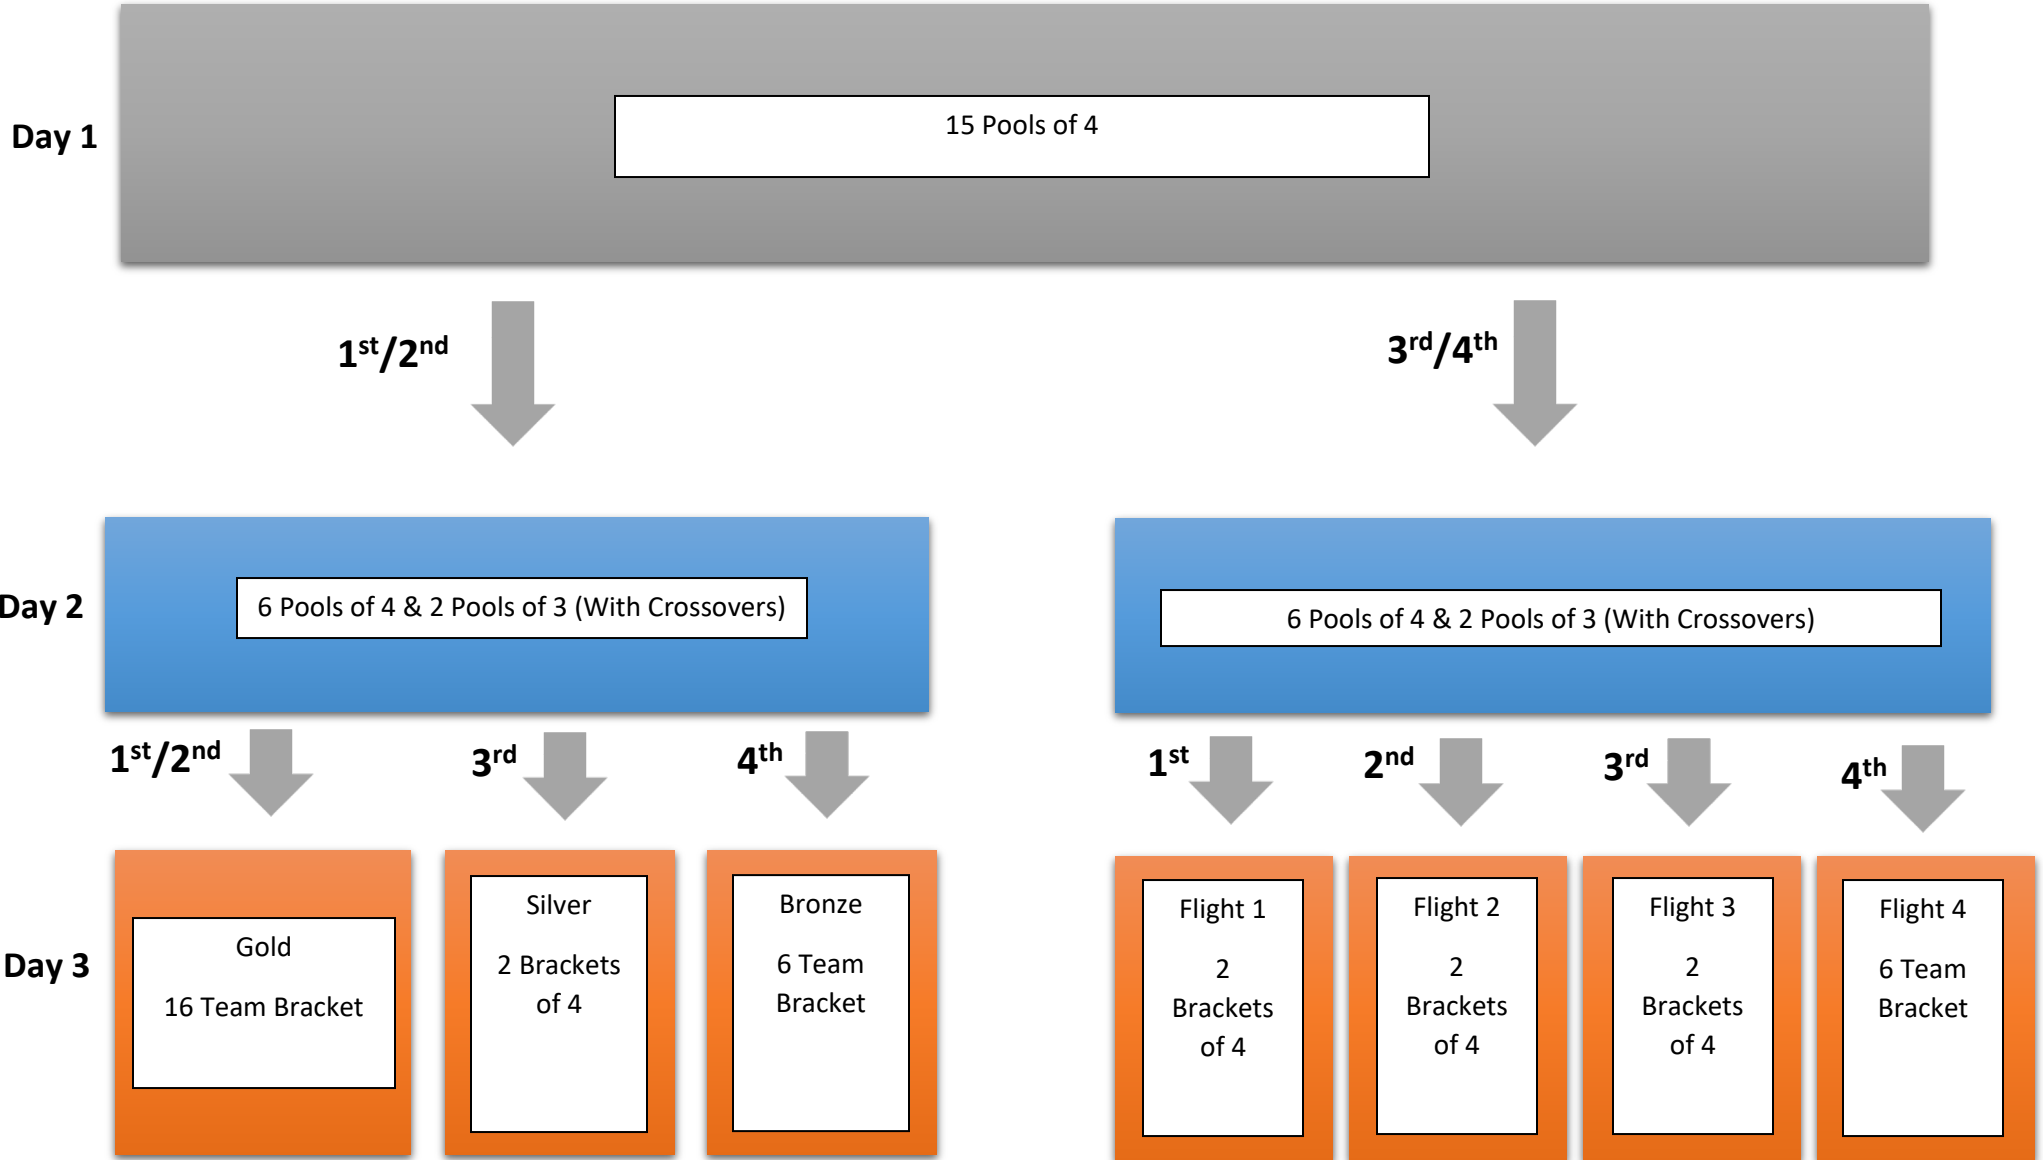 Day 1
15 Pools of 4
1st/2nd
3rd/4th
Day 2
6 Pools of 4 & 2 Pools of 3 (With Crossovers)
6 Pools of 4 & 2 Pools of 3 (With Crossovers)
1st/2nd
3rd
4th
1st
2nd
3rd
4th
Day 3
Gold
16 Team Bracket
Silver
2 Brackets
of 4
Bronze
6 Team
Bracket
Flight 1
2
Brackets
of 4
Flight 2
2
Brackets
of 4
Flight 3
2
Brackets
of 4
Flight 4
6 Team
Bracket